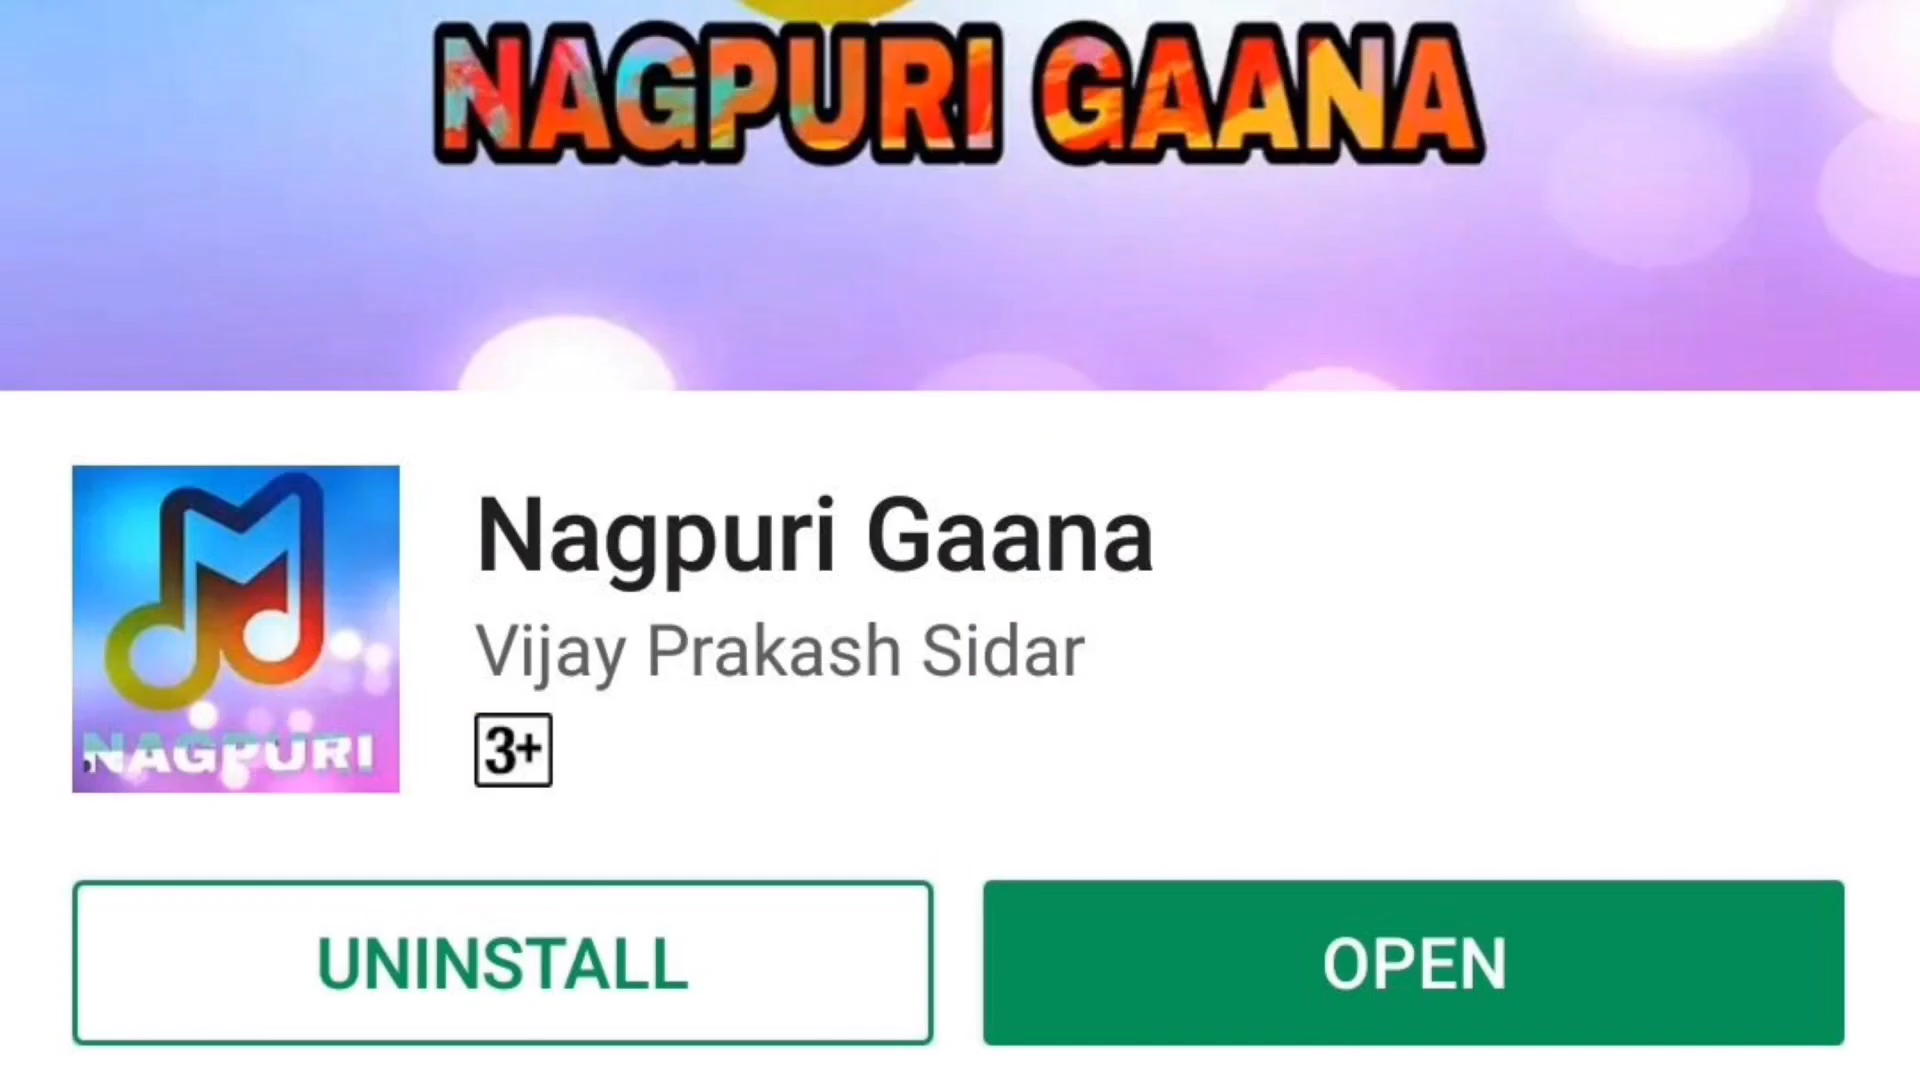 NAGPURI GAANA
Nagpuri Gaana
Vijay Prakash Sidar
3+
NAGPURI
UNINSTALL
OPEN